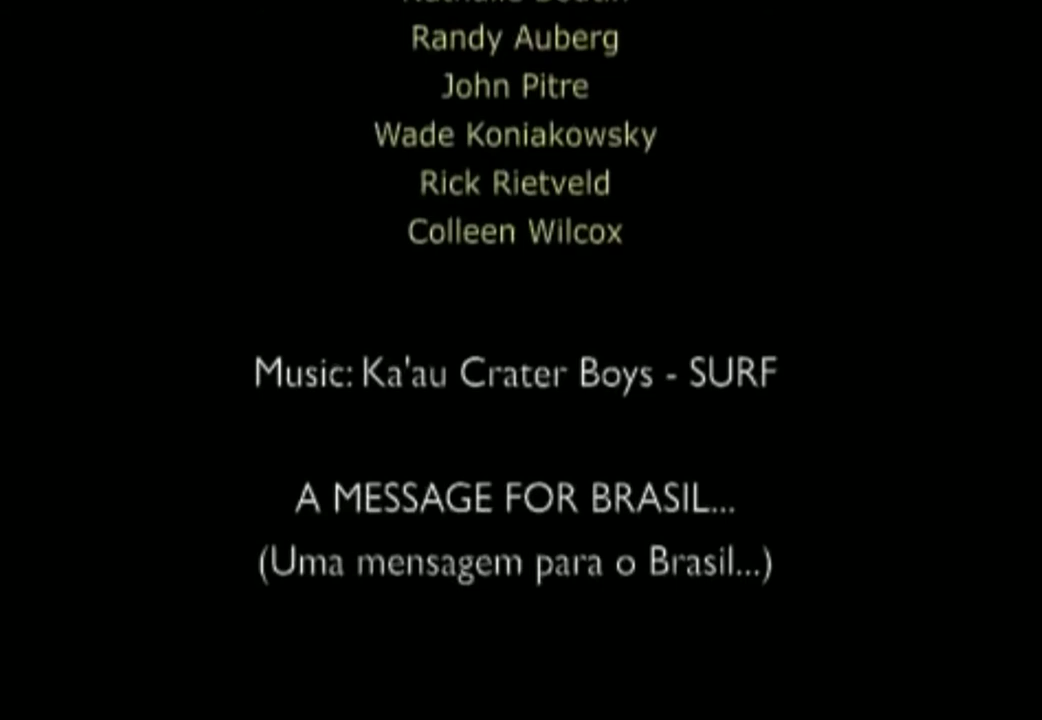 Randy Auberg
John Pitre
Wade Koniakowsky
Rick Rietveld
Colleen Wilcox
Music: Ka'au Crater Boys - SURF
A MESSAGE FOR BRASIL...
(Uma mensagem para o Brasil...)